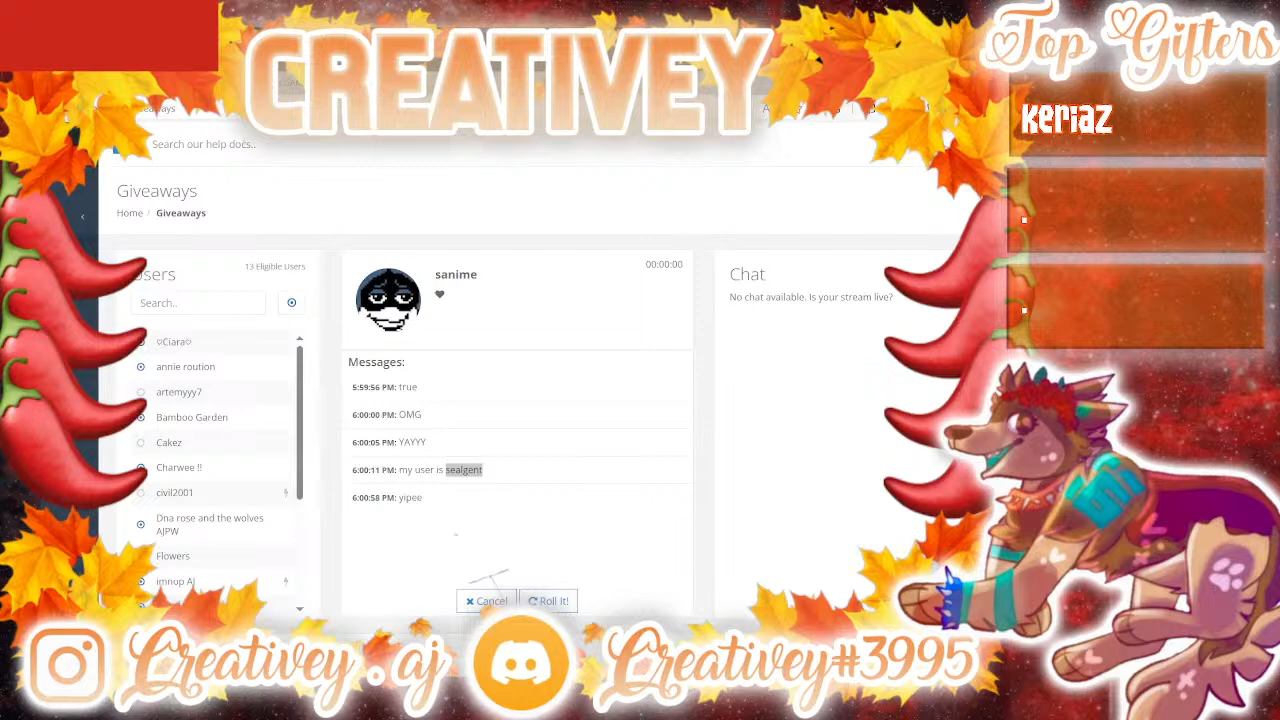 CREATIVEY
Top Gifters
KERIAZ
Search our help docs..
Giveaways
Home / Giveaways
Users
13 Eligible Users
Search..
♡Ciara♡
annie roution
artemyyy7
Bamboo Garden
Cakez
Charwee !!
civil2001
Dna rose and the wolves
AJPW
Flowers
imnop AJ
sanime
♥
00:00:00
Messages:
5:59:56 PM: true
6:00:00 PM: OMG
6:00:05 PM: YAYYY
6:00:11 PM: my user is sealgent
6:00:58 PM: yipee
Cancel
Roll It!
Chat
No chat available. Is your stream live?
Creativey . aj
Creativey#3995